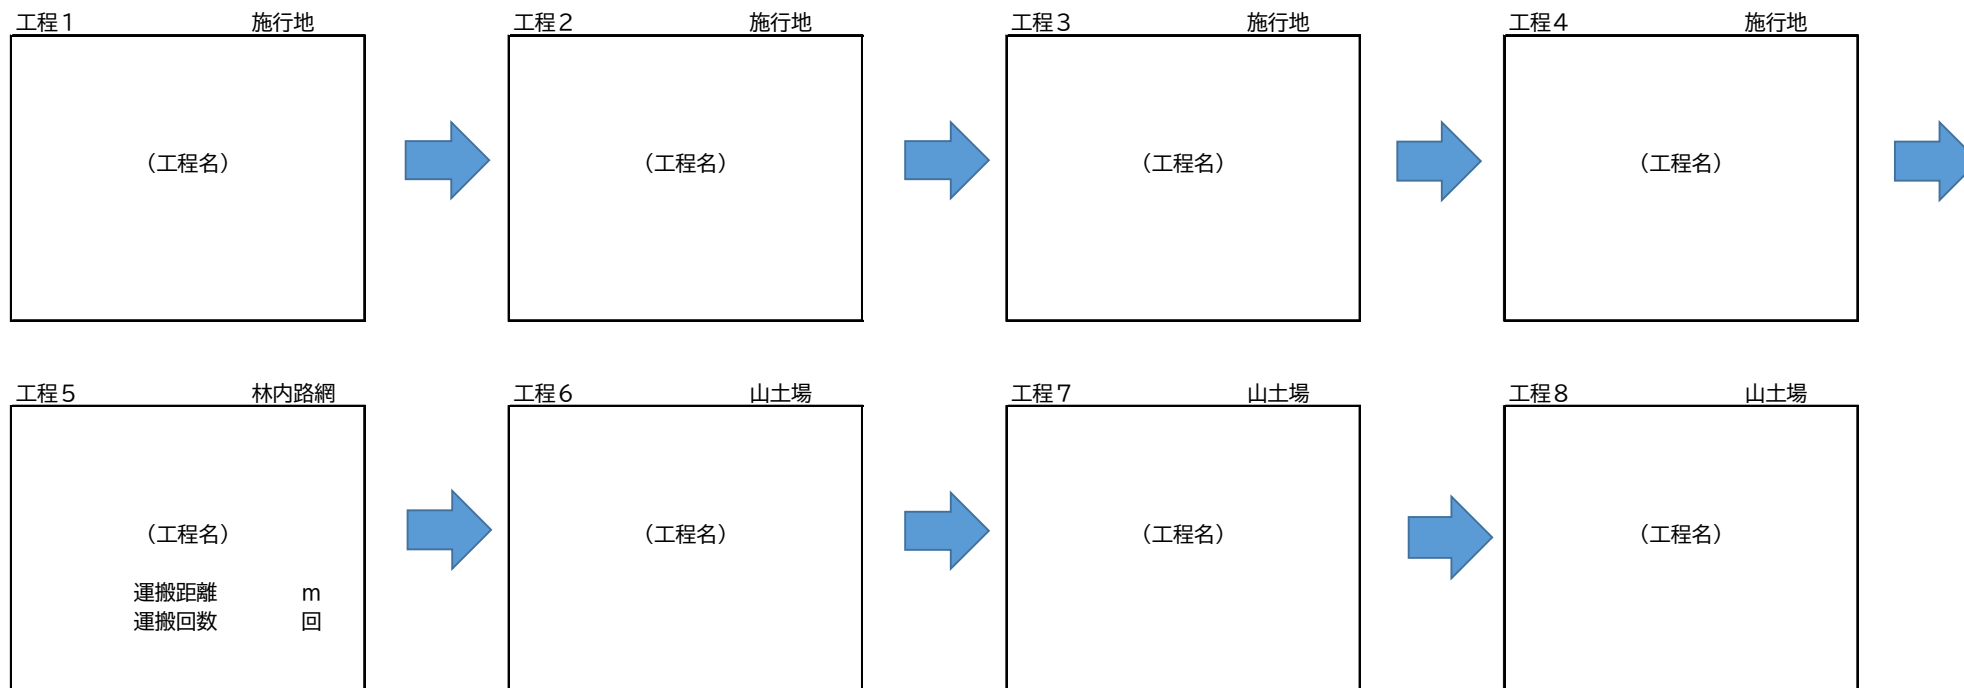 工程１ 施行地 工程２ 施行地 工程３ 施行地 工程４ 施行地
（工程名） （工程名） （工程名） （工程名）
工程５ 林内路網 工程６ 山土場 工程７ 山土場 工程８ 山土場
（工程名） （工程名） （工程名） （工程名）
運搬距離 ｍ
運搬回数 回